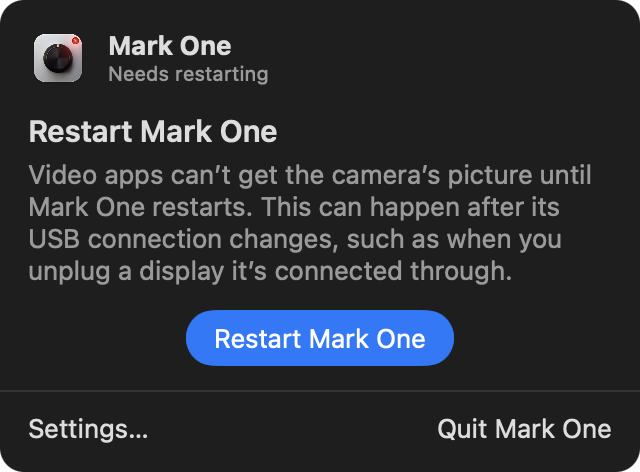 Mark One
Needs restarting
Restart Mark One
Video apps can’t get the camera’s picture until
Mark One restarts. This can happen after its
USB connection changes, such as when you
unplug a display it’s connected through.
Restart Mark One
Settings...
Quit Mark One